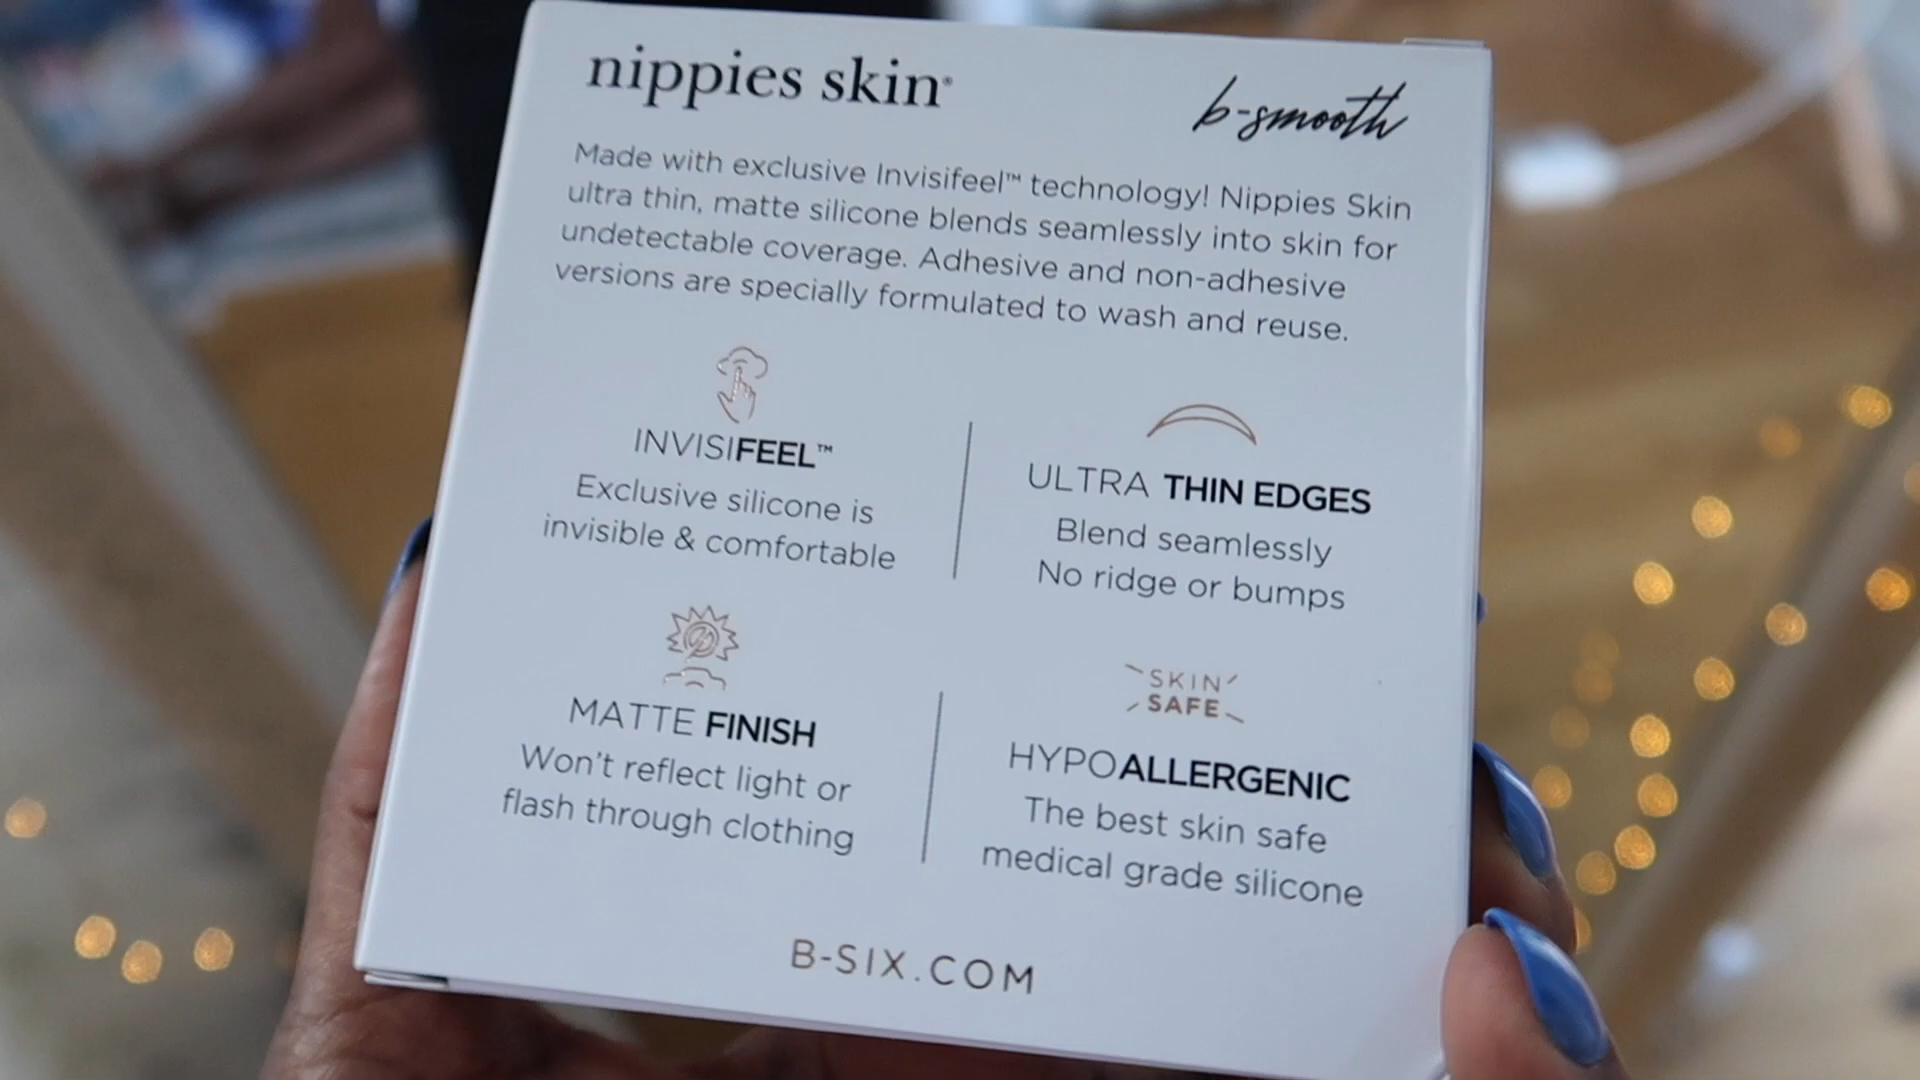 nippies skin®
b-smooth
Made with exclusive Invisifeel™ technology! Nippies Skin
ultra thin, matte silicone blends seamlessly into skin for
undetectable coverage. Adhesive and non-adhesive
versions are specially formulated to wash and reuse.
INVISIFEEL™
Exclusive silicone is
invisible & comfortable
ULTRA THIN EDGES
Blend seamlessly
No ridge or bumps
MATTE FINISH
Won't reflect light or
flash through clothing
SKIN
SAFE
HYPOALLERGENIC
The best skin safe
medical grade silicone
B-SIX.COM